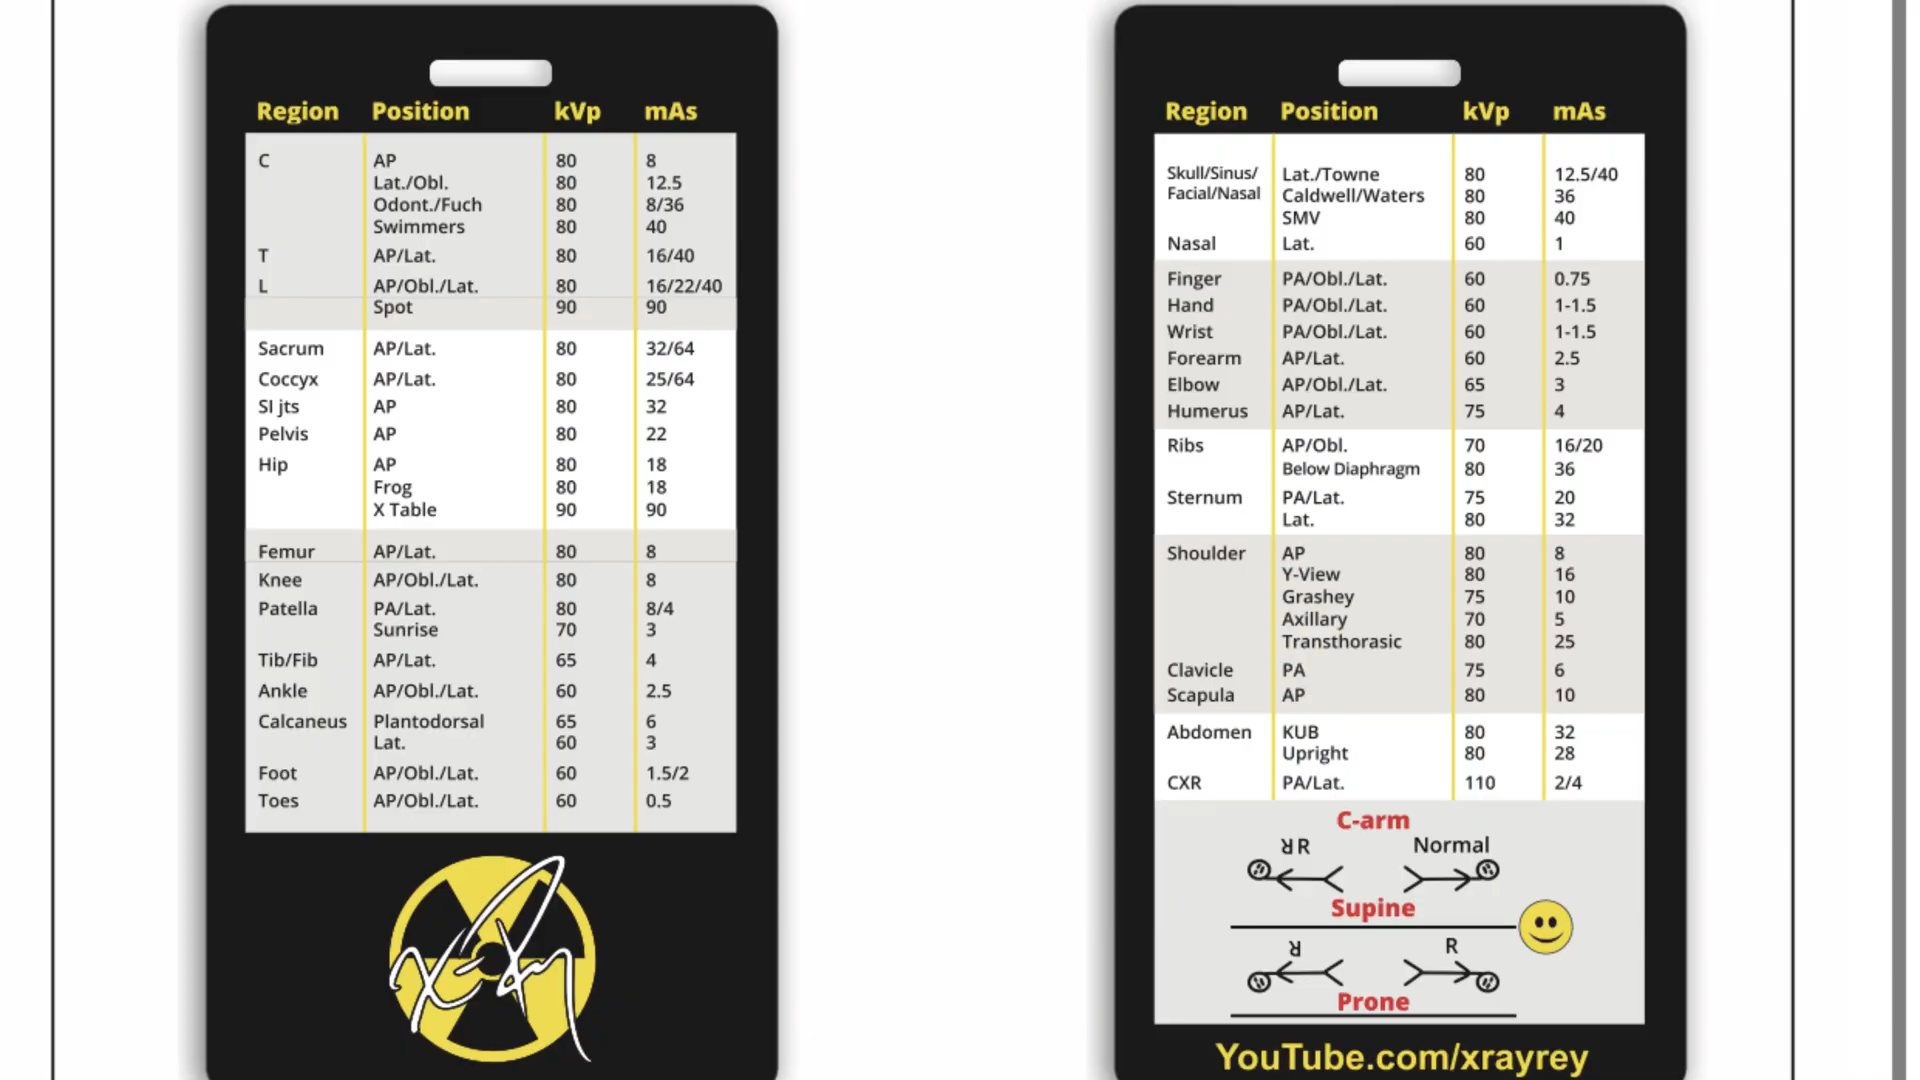 Region Position kVp mAs
C AP 80 8
Lat./Obl. 80 12.5
Odont./Fuch 80 8/36
Swimmers 80 40
T AP/Lat. 80 16/40
L AP/Obl./Lat. 80 16/22/40
Spot 90 90
Sacrum AP/Lat. 80 32/64
Coccyx AP/Lat. 80 25/64
SI jts AP 80 32
Pelvis AP 80 22
Hip AP 80 18
Frog 80 18
X Table 90 90
Femur AP/Lat. 80 8
Knee AP/Obl./Lat. 80 8
Patella PA/Lat. 80 8/4
Sunrise 70 3
Tib/Fib AP/Lat. 65 4
Ankle AP/Obl./Lat. 60 2.5
Calcaneus Plantodorsal 65 6
Lat. 60 3
Foot AP/Obl./Lat. 60 1.5/2
Toes AP/Obl./Lat. 60 0.5
Region Position kVp mAs
Skull/Sinus/ Lat./Towne 80 12.5/40
Facial/Nasal Caldwell/Waters 80 36
SMV 80 40
Nasal Lat. 60 1
Finger PA/Obl./Lat. 60 0.75
Hand PA/Obl./Lat. 60 1-1.5
Wrist PA/Obl./Lat. 60 1-1.5
Forearm AP/Lat. 60 2.5
Elbow AP/Obl./Lat. 65 3
Humerus AP/Lat. 75 4
Ribs AP/Obl. 70 16/20
Below Diaphragm 80 36
Sternum PA/Lat. 75 20
Lat. 80 32
Shoulder AP 80 8
Y-View 80 16
Grashey 75 10
Axillary 70 5
Transthorasic 80 25
Clavicle PA 75 6
Scapula AP 80 10
Abdomen KUB 80 32
Upright 80 28
CXR PA/Lat. 110 2/4
C-arm
RR Normal
Supine
R R
Prone
YouTube.com/xrayrey